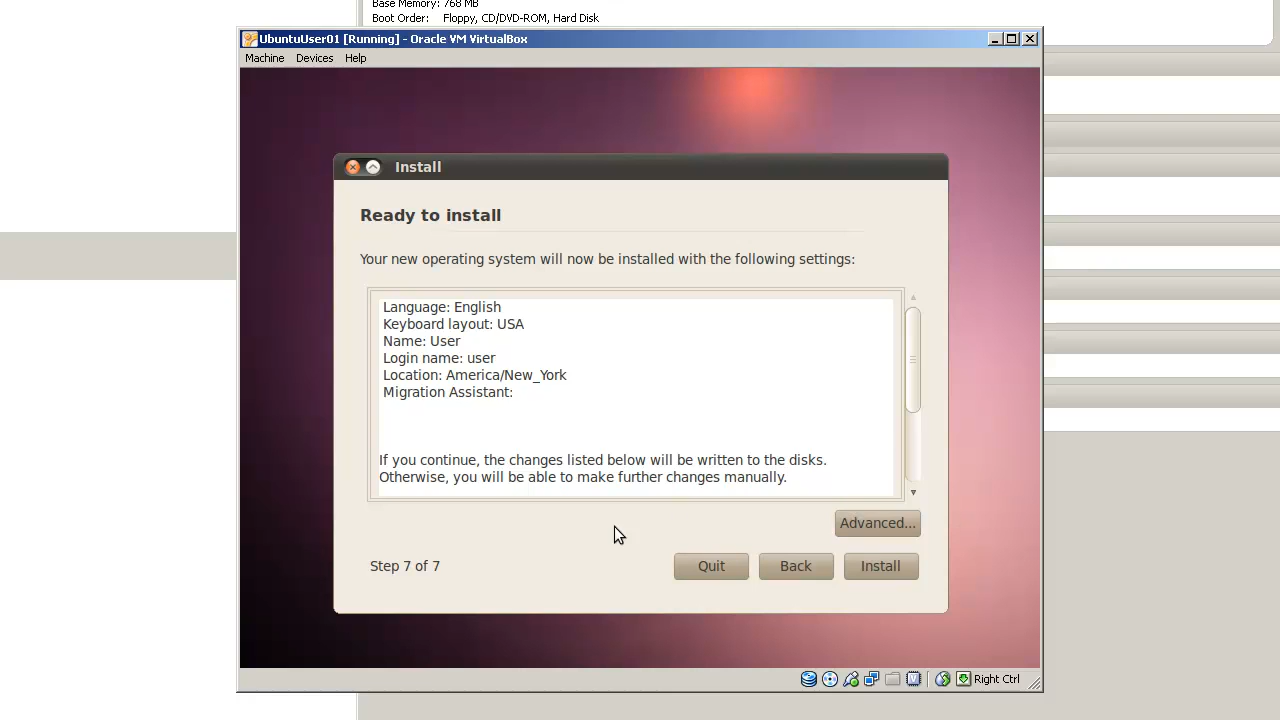 Base Memory: 768 MB
Boot Order: Floppy, CD/DVD-ROM, Hard Disk
UbuntuUser01 [Running] - Oracle VM VirtualBox
Machine Devices Help
Install
Ready to install
Your new operating system will now be installed with the following settings:
Language: English
Keyboard layout: USA
Name: User
Login name: user
Location: America/New_York
Migration Assistant:
If you continue, the changes listed below will be written to the disks.
Otherwise, you will be able to make further changes manually.
Advanced...
Step 7 of 7 Quit Back Install
Right Ctrl